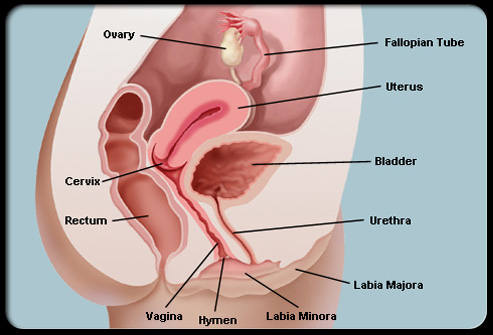 Ovary
Fallopian Tube
Uterus
Bladder
Cervix
Rectum
Urethra
Labia Majora
Vagina
Hymen
Labia Minora